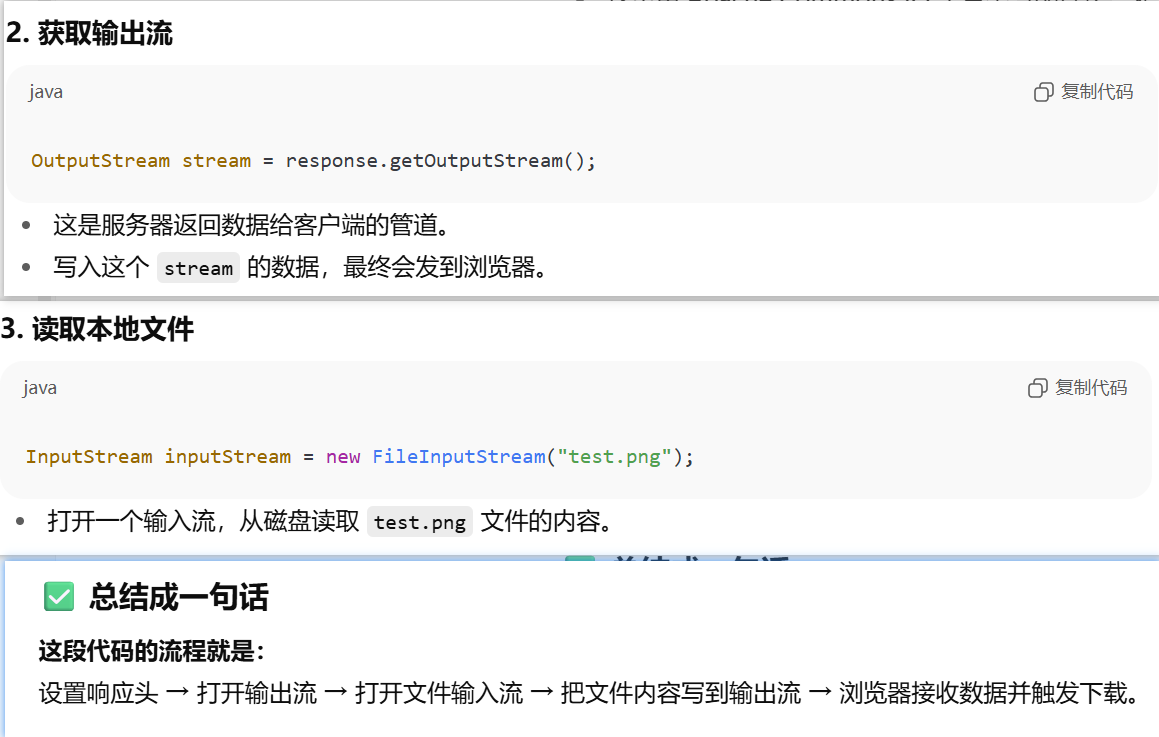 2. 获取输出流
java
复制代码
OutputStream stream = response.getOutputStream();
这是服务器返回数据给客户端的管道。
写入这个 stream 的数据，最终会发到浏览器。
3. 读取本地文件
java
复制代码
InputStream inputStream = new FileInputStream("test.png");
打开一个输入流，从磁盘读取 test.png 文件的内容。
总结成一句话
这段代码的流程就是：
设置响应头 → 打开输出流 → 打开文件输入流 → 把文件内容写到输出流 → 浏览器接收数据并触发下载。